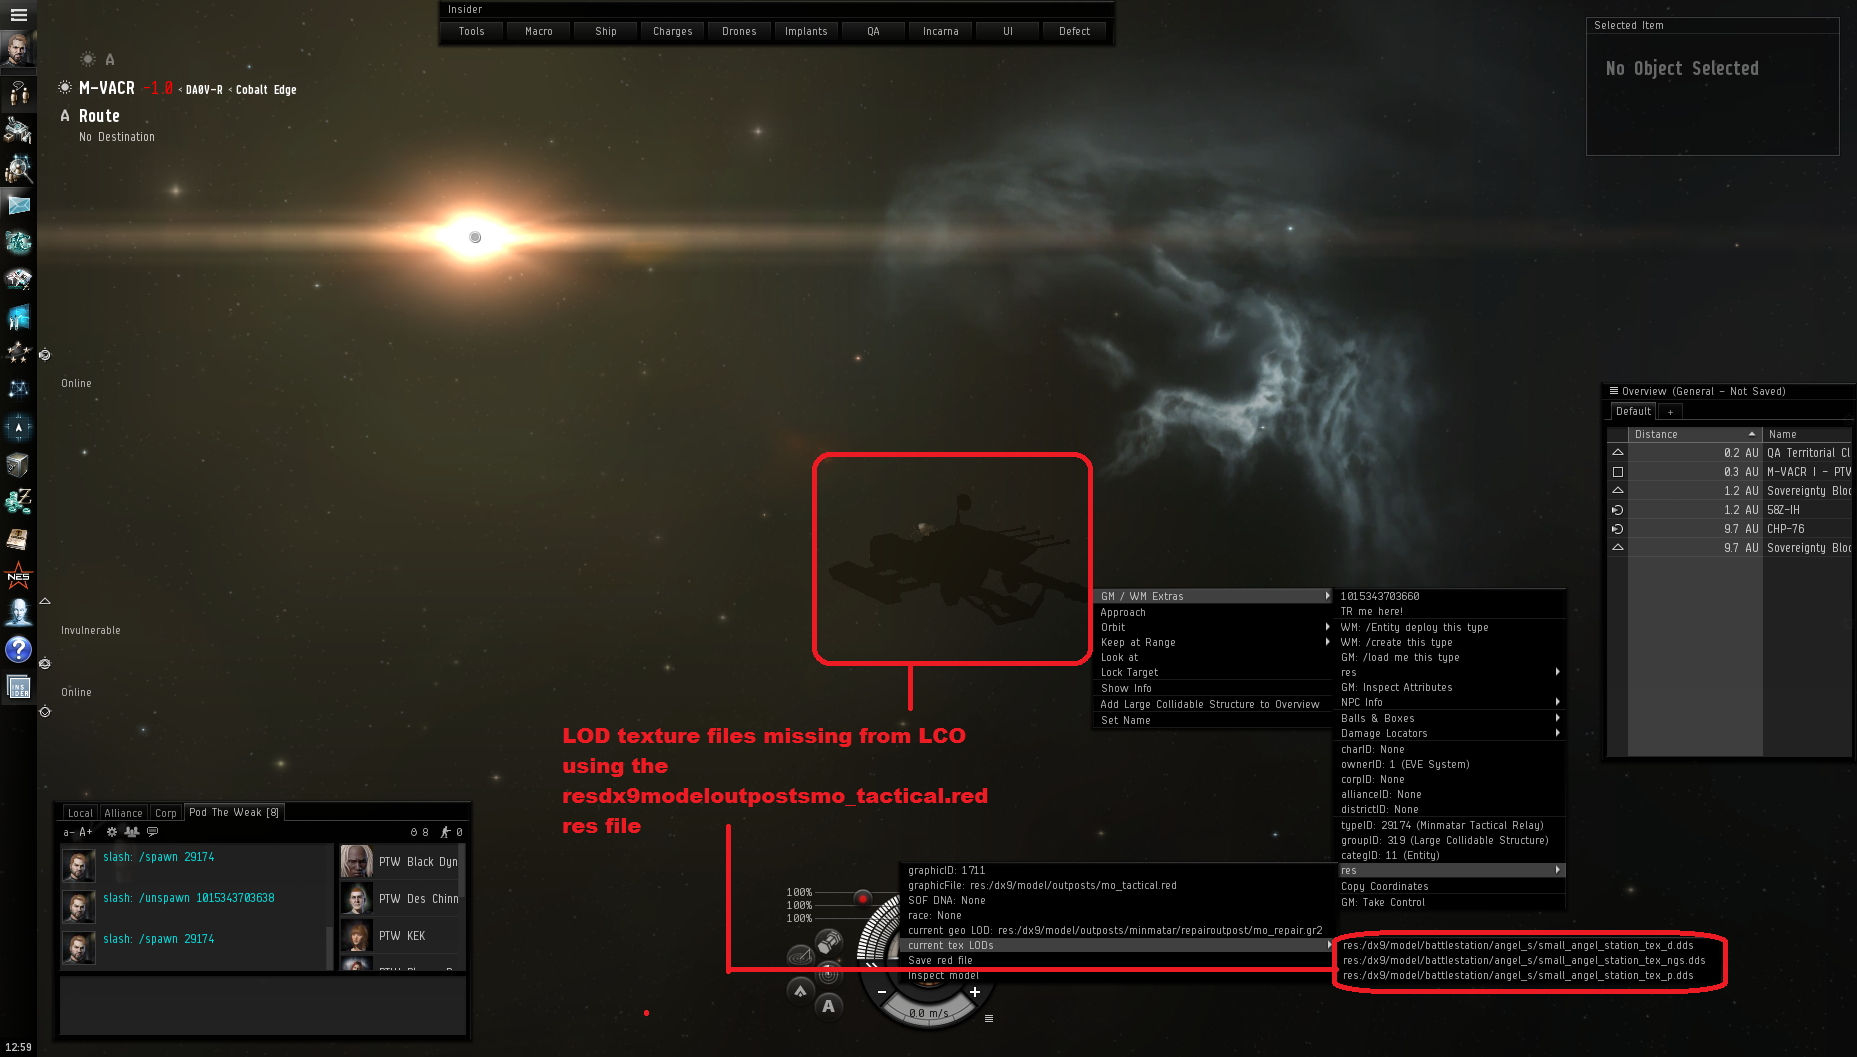 Insider
Tools Macro Ship Charges Drones Implants QA Incarna UI Defect
Selected Item
No Object Selected
A
M-VACR -1.0 < DA0V-R < Cobalt Edge
A Route
No Destination
Online
Invulnerable
Online
NES
?
INS
IDER
12:59
Overview (General - Not Saved)
Default +
Distance Name
0.2 AU QA Territorial Cl
0.3 AU M-VACR I - PTW
1.2 AU Sovereignty Bloc
1.2 AU 58Z-IH
9.7 AU CHP-76
9.7 AU Sovereignty Bloc
GM / WM Extras
Approach
Orbit
Keep at Range
Look at
Lock Target
Show Info
Add Large Collidable Structure to Overview
Set Name
1015343703660
TR me here!
WM: /Entity deploy this type
WM: /create this type
GM: /load me this type
res
GM: Inspect Attributes
NPC Info
Balls & Boxes
Damage Locators
charID: None
ownerID: 1 (EVE System)
corpID: None
allianceID: None
districtID: None
typeID: 29174 (Minmatar Tactical Relay)
groupID: 319 (Large Collidable Structure)
categID: 11 (Entity)
res
Copy Coordinates
GM: Take Control
LOD texture files missing from LCO
using the
resdx9modeloutpostsmo_tactical.red
res file
graphicID: 1711
graphicFile: res:/dx9/model/outposts/mo_tactical.red
SOF DNA: None
race: None
current geo LOD: res:/dx9/model/outposts/minmatar/repairoutpost/mo_repair.gr2
current tex LODs
Save red file
Inspect model
res:/dx9/model/battlestation/angel_s/small_angel_station_tex_d.dds
res:/dx9/model/battlestation/angel_s/small_angel_station_tex_ngs.dds
res:/dx9/model/battlestation/angel_s/small_angel_station_tex_p.dds
Local Alliance Corp Pod The Weak [8]
a- A+ 8 0
slash: /spawn 29174
slash: /unspawn 1015343703638
slash: /spawn 29174
PTW Black Dyn
PTW Des Chinn
PTW KEK
100%
100%
100%
A
- +
0.0 m/s